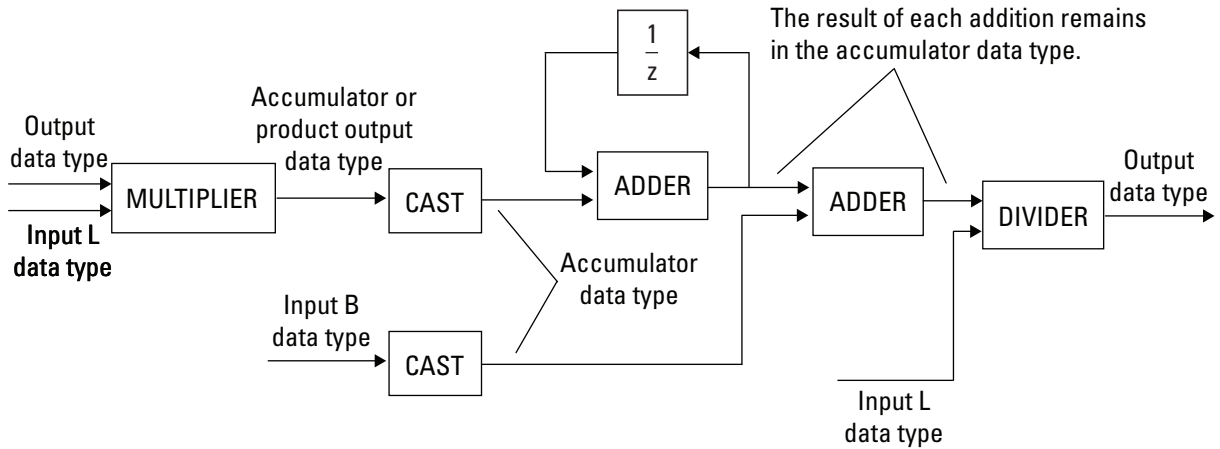 The result of each addition remains
in the accumulator data type.
1
z
Accumulator or
product output
data type
Output
data type
MULTIPLIER
Input L
data type
CAST
ADDER
ADDER
DIVIDER
Output
data type
Accumulator
data type
Input B
data type
CAST
Input L
data type